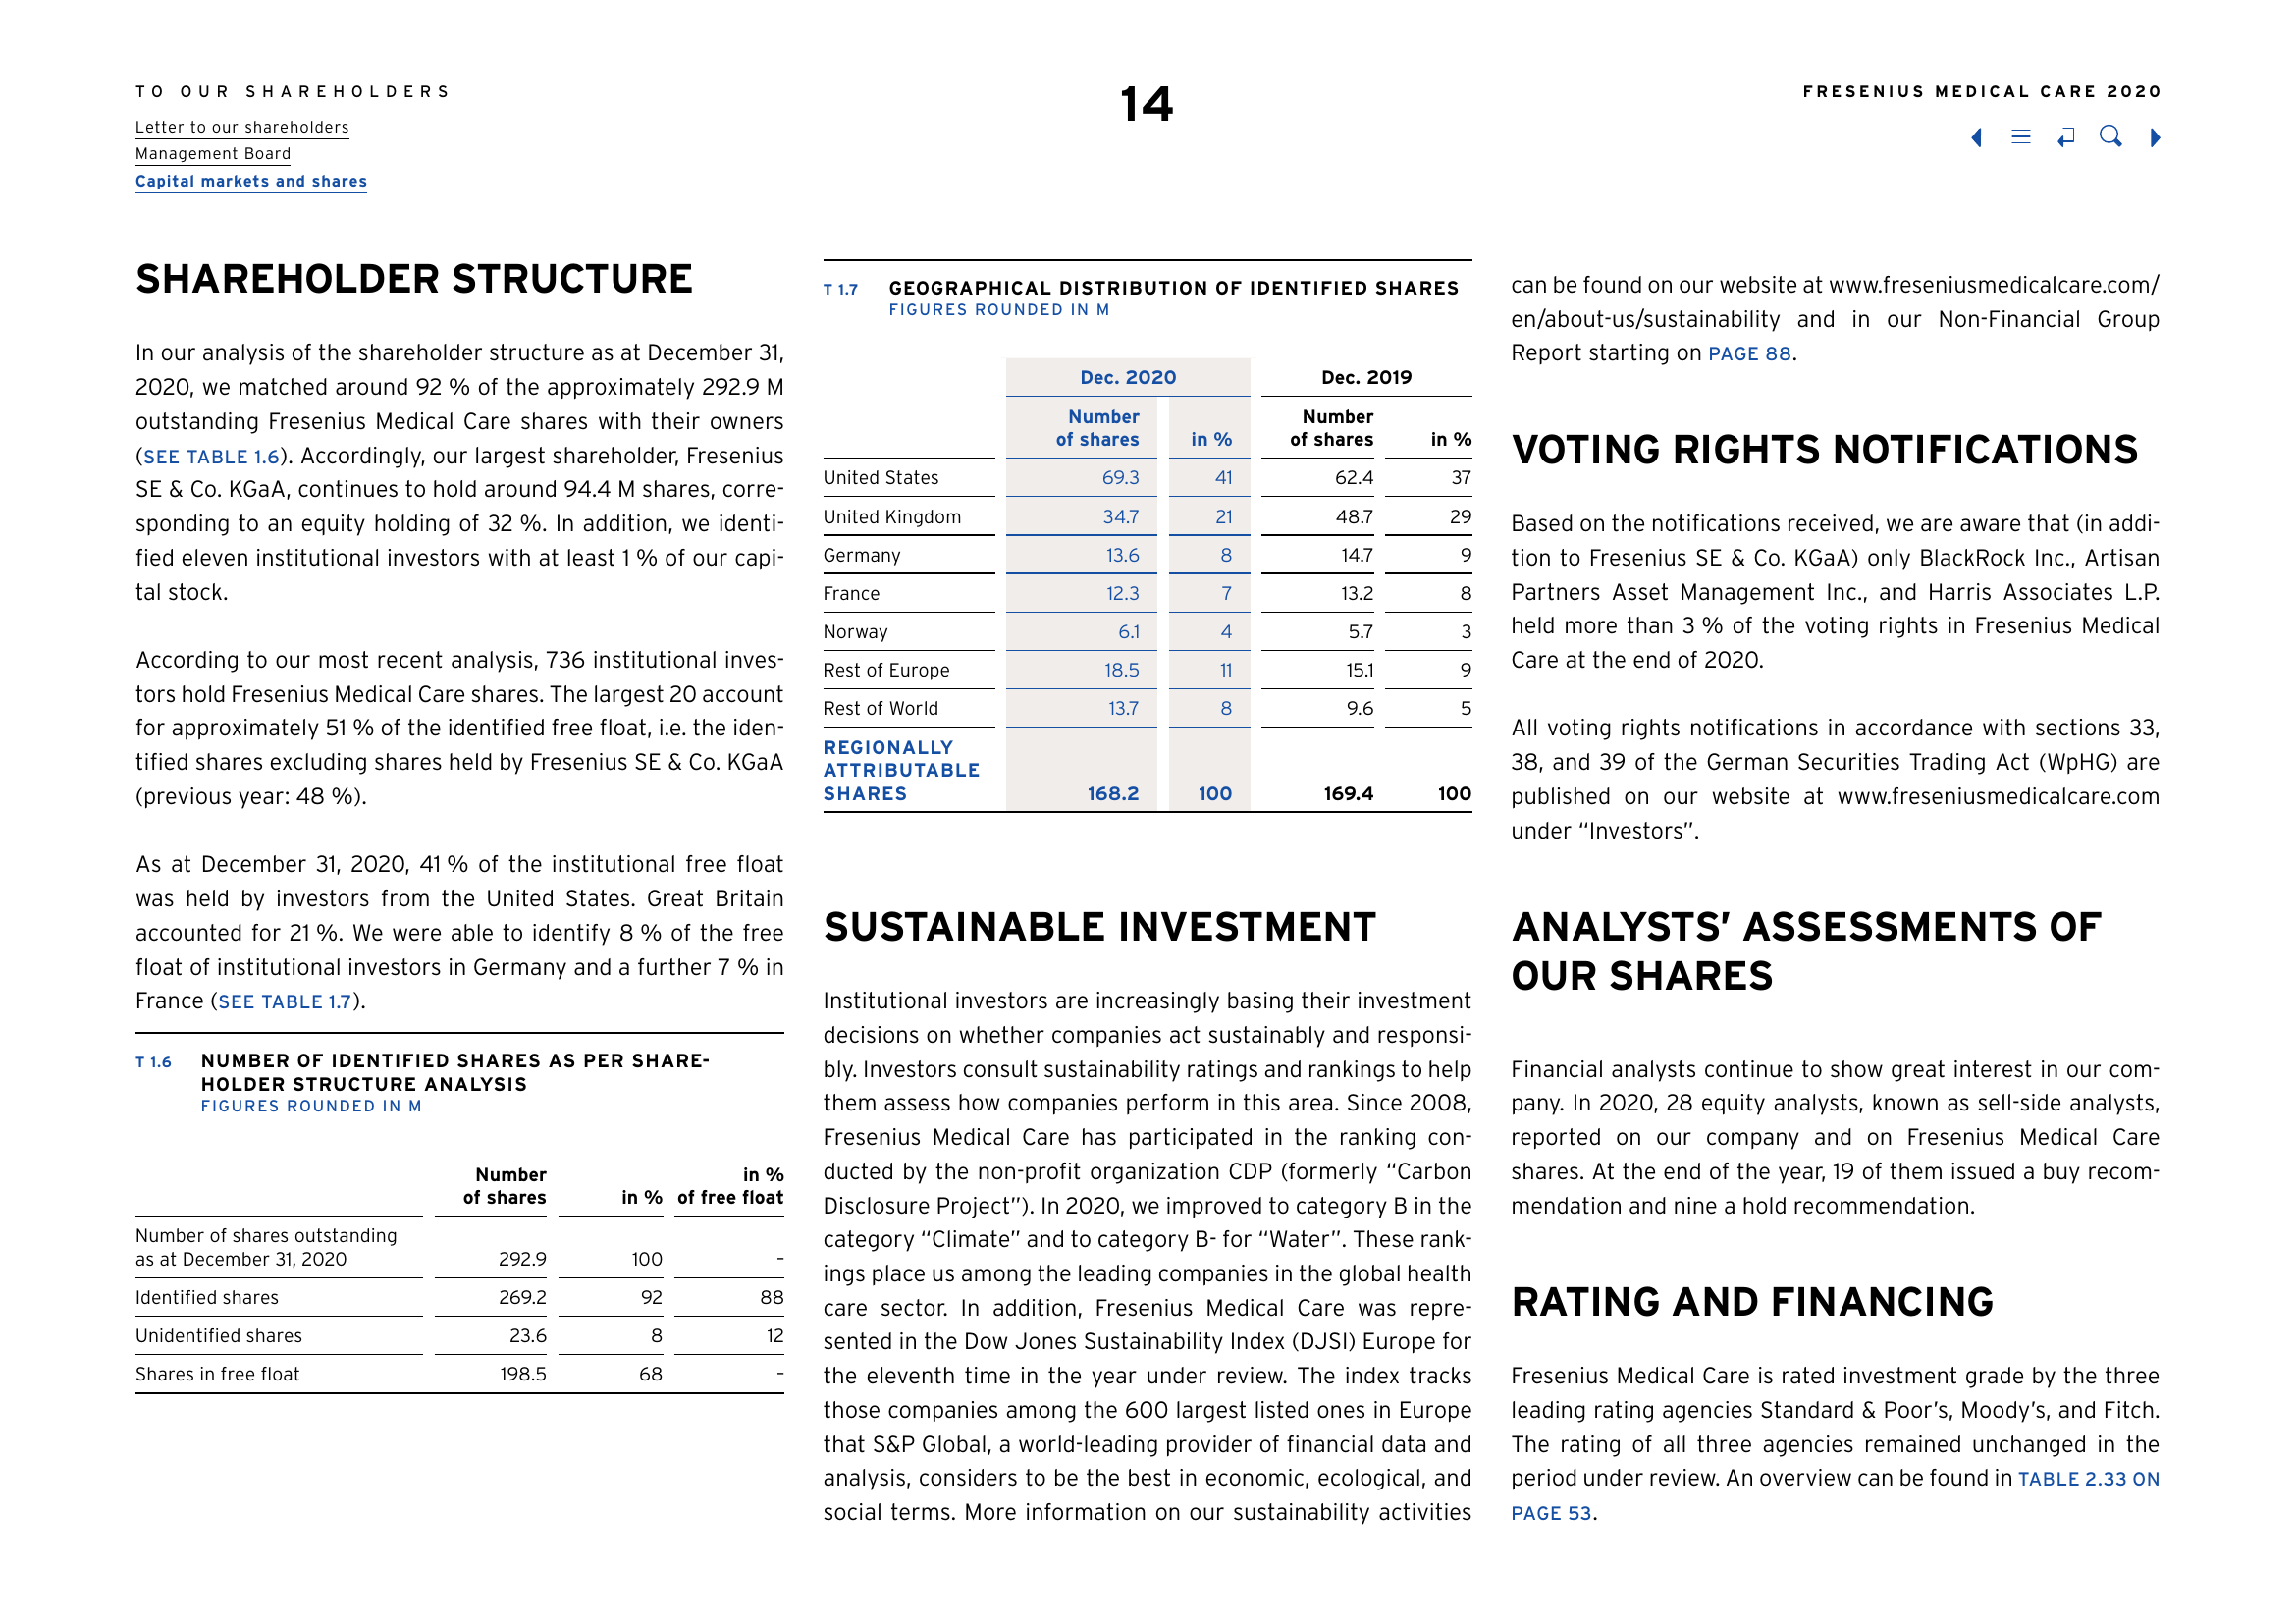 TO OUR SHAREHOLDERS
Letter to our shareholders
Management Board
Capital markets and shares
14
FRESENIUS MEDICAL CARE 2020
SHAREHOLDER STRUCTURE
In our analysis of the shareholder structure as at December 31,
2020, we matched around 92 % of the approximately 292.9 M
outstanding Fresenius Medical Care shares with their owners
(SEE TABLE 1.6). Accordingly, our largest shareholder, Fresenius
SE & Co. KGaA, continues to hold around 94.4 M shares, corre-
sponding to an equity holding of 32 %. In addition, we identi-
fied eleven institutional investors with at least 1 % of our capi-
tal stock.
According to our most recent analysis, 736 institutional inves-
tors hold Fresenius Medical Care shares. The largest 20 account
for approximately 51 % of the identified free float, i.e. the iden-
tified shares excluding shares held by Fresenius SE & Co. KGaA
(previous year: 48 %).
As at December 31, 2020, 41 % of the institutional free float
was held by investors from the United States. Great Britain
accounted for 21 %. We were able to identify 8 % of the free
float of institutional investors in Germany and a further 7 % in
France (SEE TABLE 1.7).
T 1.6 NUMBER OF IDENTIFIED SHARES AS PER SHARE-
HOLDER STRUCTURE ANALYSIS
FIGURES ROUNDED IN M
Number in %
of shares in % of free float
Number of shares outstanding
as at December 31, 2020 292.9 100 –
Identified shares 269.2 92 88
Unidentified shares 23.6 8 12
Shares in free float 198.5 68 –
T 1.7 GEOGRAPHICAL DISTRIBUTION OF IDENTIFIED SHARES
FIGURES ROUNDED IN M
Dec. 2020 Dec. 2019
Number Number
of shares in % of shares in %
United States 69.3 41 62.4 37
United Kingdom 34.7 21 48.7 29
Germany 13.6 8 14.7 9
France 12.3 7 13.2 8
Norway 6.1 4 5.7 3
Rest of Europe 18.5 11 15.1 9
Rest of World 13.7 8 9.6 5
REGIONALLY
ATTRIBUTABLE
SHARES 168.2 100 169.4 100
SUSTAINABLE INVESTMENT
Institutional investors are increasingly basing their investment
decisions on whether companies act sustainably and responsi-
bly. Investors consult sustainability ratings and rankings to help
them assess how companies perform in this area. Since 2008,
Fresenius Medical Care has participated in the ranking con-
ducted by the non-profit organization CDP (formerly “Carbon
Disclosure Project”). In 2020, we improved to category B in the
category “Climate” and to category B- for “Water”. These rank-
ings place us among the leading companies in the global health
care sector. In addition, Fresenius Medical Care was repre-
sented in the Dow Jones Sustainability Index (DJSI) Europe for
the eleventh time in the year under review. The index tracks
those companies among the 600 largest listed ones in Europe
that S&P Global, a world-leading provider of financial data and
analysis, considers to be the best in economic, ecological, and
social terms. More information on our sustainability activities
can be found on our website at www.freseniusmedicalcare.com/
en/about-us/sustainability and in our Non-Financial Group
Report starting on PAGE 88.
VOTING RIGHTS NOTIFICATIONS
Based on the notifications received, we are aware that (in addi-
tion to Fresenius SE & Co. KGaA) only BlackRock Inc., Artisan
Partners Asset Management Inc., and Harris Associates L.P.
held more than 3 % of the voting rights in Fresenius Medical
Care at the end of 2020.
All voting rights notifications in accordance with sections 33,
38, and 39 of the German Securities Trading Act (WpHG) are
published on our website at www.freseniusmedicalcare.com
under “Investors”.
ANALYSTS’ ASSESSMENTS OF
OUR SHARES
Financial analysts continue to show great interest in our com-
pany. In 2020, 28 equity analysts, known as sell-side analysts,
reported on our company and on Fresenius Medical Care
shares. At the end of the year, 19 of them issued a buy recom-
mendation and nine a hold recommendation.
RATING AND FINANCING
Fresenius Medical Care is rated investment grade by the three
leading rating agencies Standard & Poor’s, Moody’s, and Fitch.
The rating of all three agencies remained unchanged in the
period under review. An overview can be found in TABLE 2.33 ON
PAGE 53.